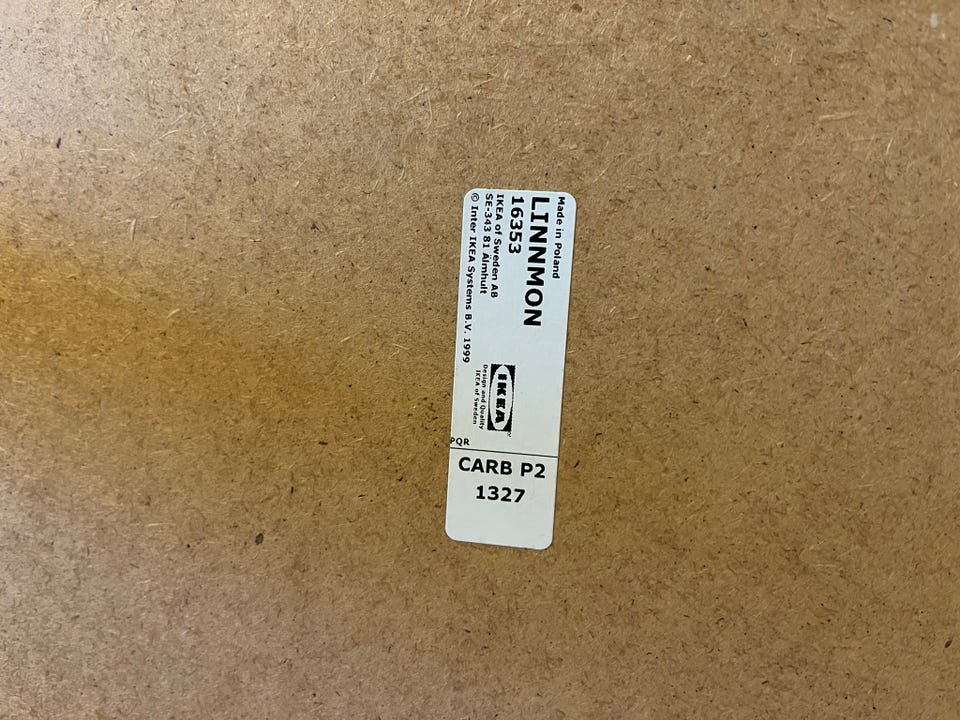 Made in Poland
LINNMON
16353
IKEA of Sweden AB
SE-343 81 Älmhult
© Inter IKEA Systems B.V. 1999
IKEA
Design and Quality
IKEA of Sweden
PQR
CARB P2
1327